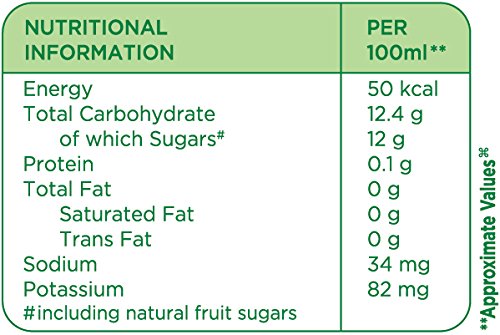 NUTRITIONAL INFORMATION PER 100ml**
Energy 50 kcal
Total Carbohydrate 12.4 g
of which Sugars# 12 g
Protein 0.1 g
Total Fat 0 g
Saturated Fat 0 g
Trans Fat 0 g
Sodium 34 mg
Potassium 82 mg
#including natural fruit sugars
**Approximate Values⌘